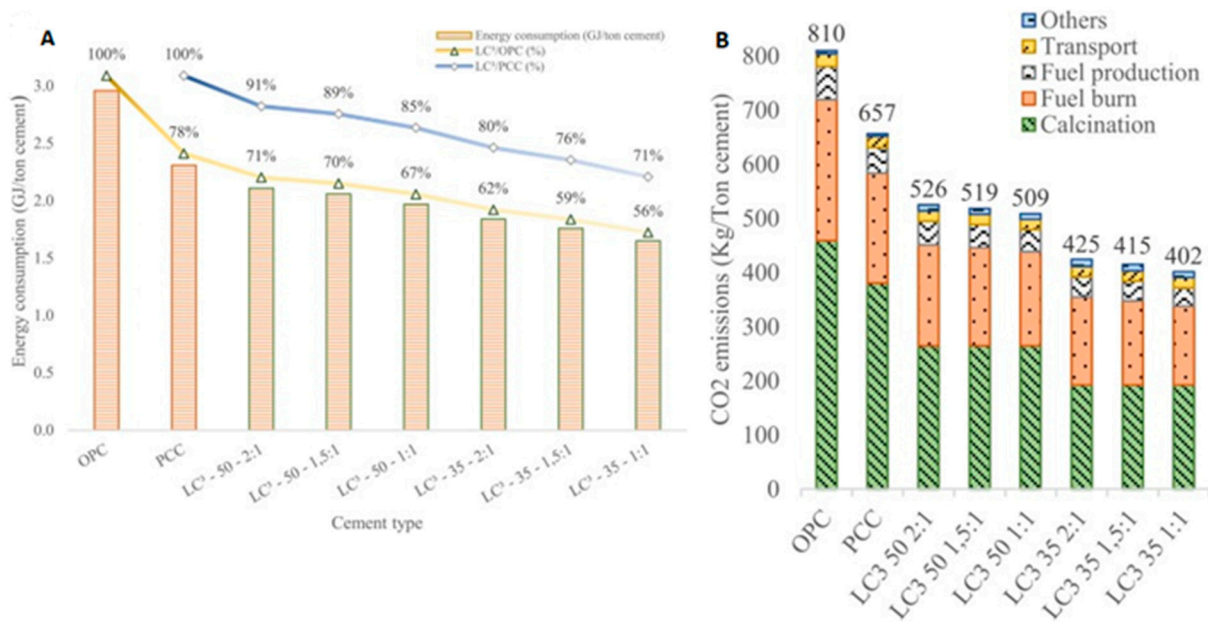 A
Energy consumption (GJ/ton cement)
LC³/OPC (%)
LC³/PCC (%)
100%
100%
91%
89%
85%
80%
76%
71%
78%
71%
70%
67%
62%
59%
56%
Energy consumption (GJ/ton cement)
3.0
2.5
2.0
1.5
1.0
0.5
0.0
OPC
PCC
LC³ - 50 - 2:1
LC³ - 50 - 1,5:1
LC³ - 50 - 1:1
LC³ - 35 - 2:1
LC³ - 35 - 1,5:1
LC³ - 35 - 1:1
Cement type
B
Others
Transport
Fuel production
Fuel burn
Calcination
810
657
526
519
509
425
415
402
CO2 emissions (Kg/Ton cement)
800
700
600
500
400
300
200
100
0
OPC
PCC
LC3 50 2:1
LC3 50 1,5:1
LC3 50 1:1
LC3 35 2:1
LC3 35 1,5:1
LC3 35 1:1